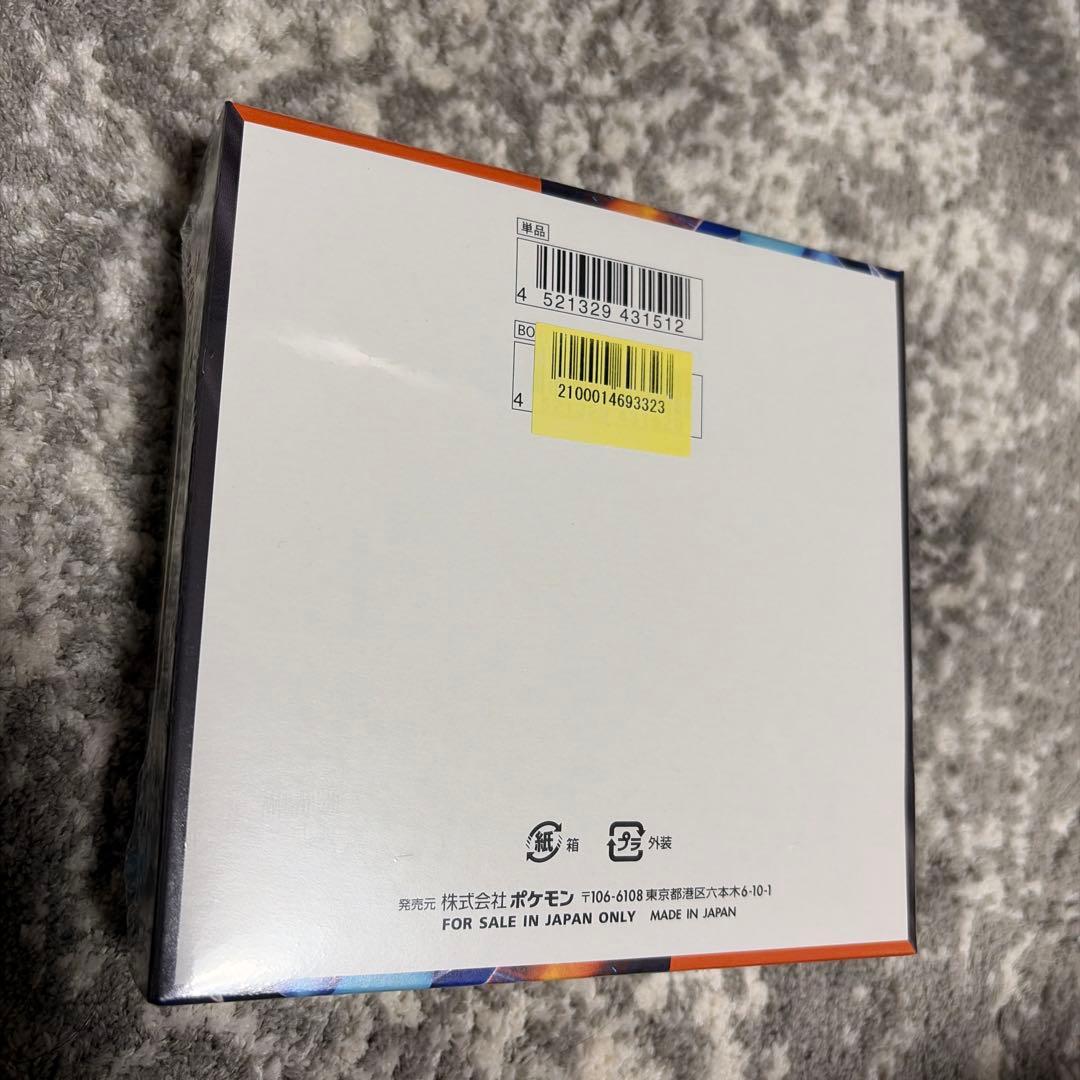 単品
4 521329 431512
BO
2100014693323
4
紙 箱 プラ 外装
発売元 株式会社 ポケモン 〒106-6108 東京都港区六本木6-10-1
FOR SALE IN JAPAN ONLY MADE IN JAPAN